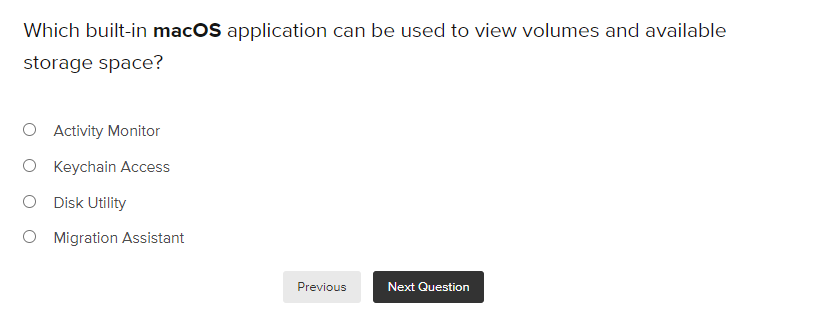 Which built-in macOS application can be used to view volumes and available
storage space?
Activity Monitor
Keychain Access
Disk Utility
Migration Assistant
Previous
Next Question